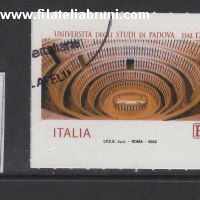 www.filateliabruni.com
UNIVERSITÀ DEGLI STUDI DI PADOVA DAL 12
ITALIA
I.P.Z.S. S.p.A. - ROMA - 2022